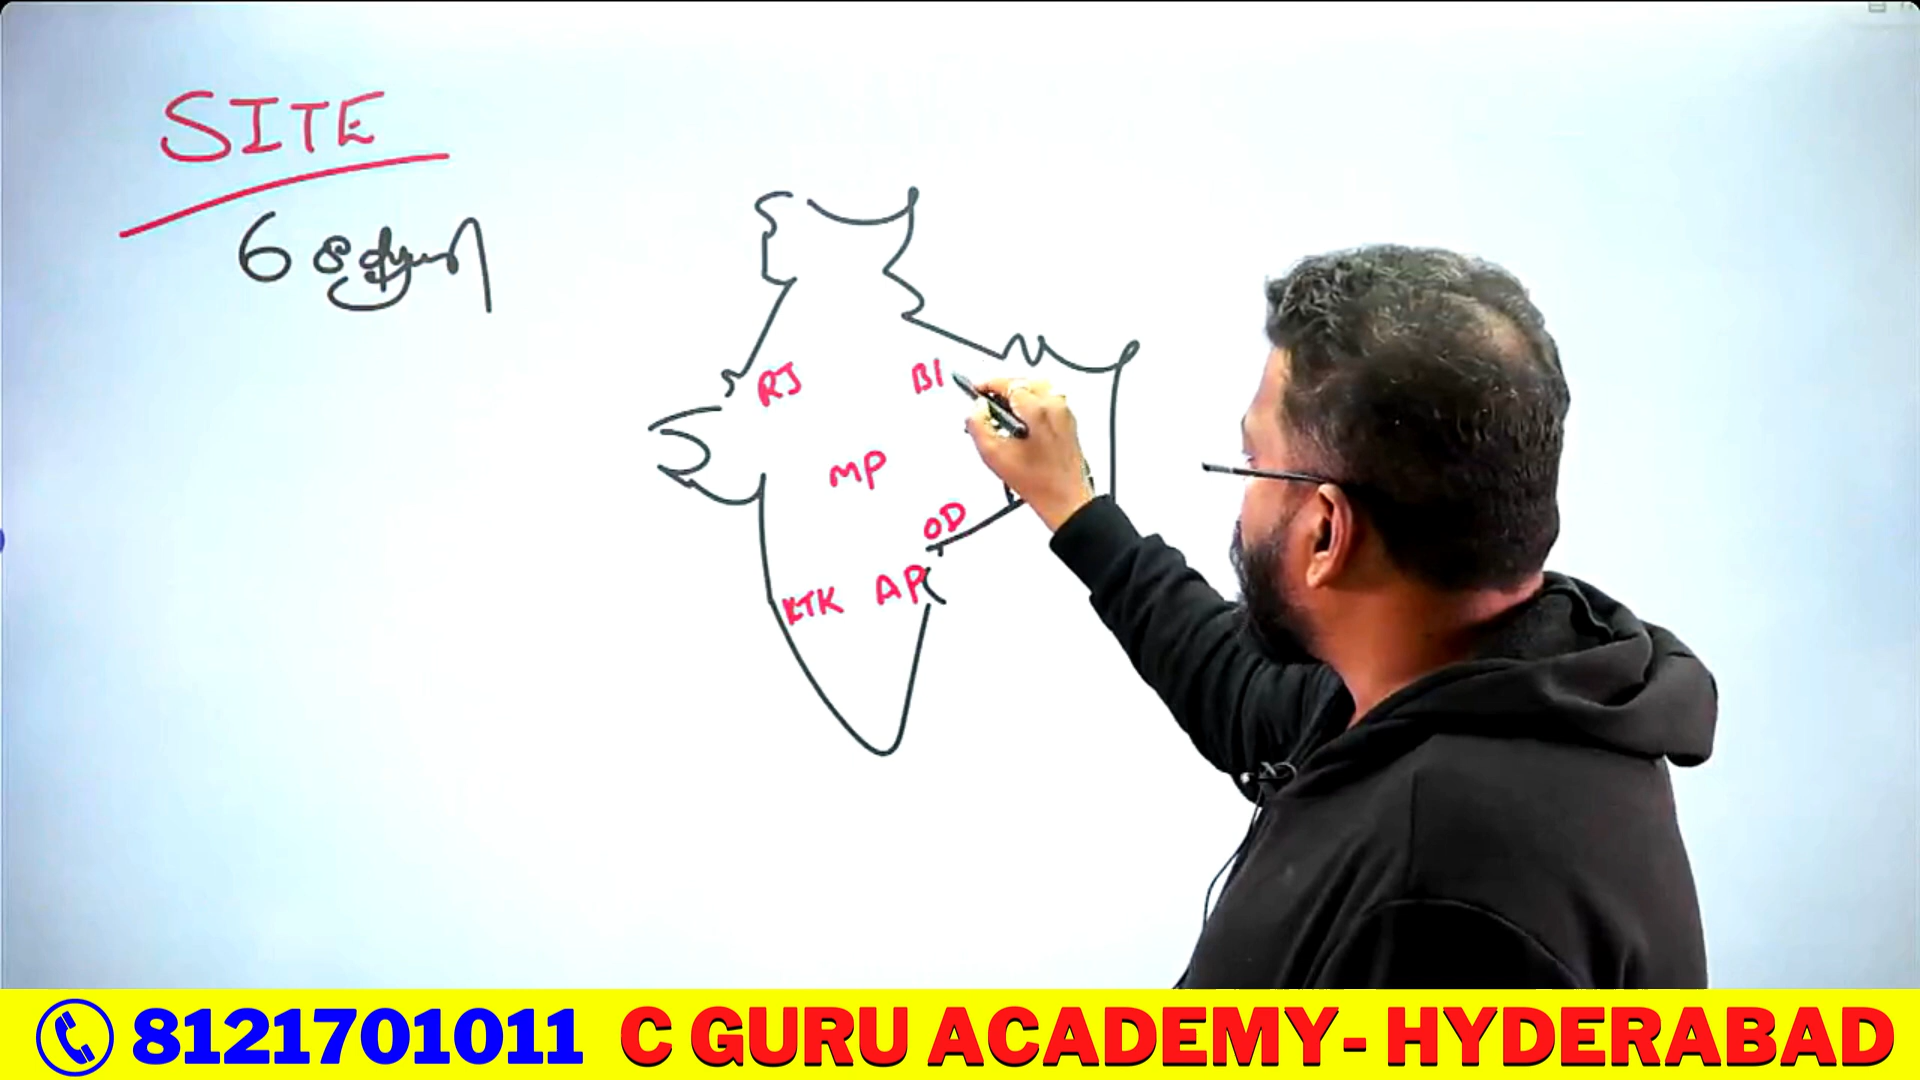 SITE
6
RJ
BI
MP
OD
KTK AP
8121701011 C GURU ACADEMY- HYDERABAD